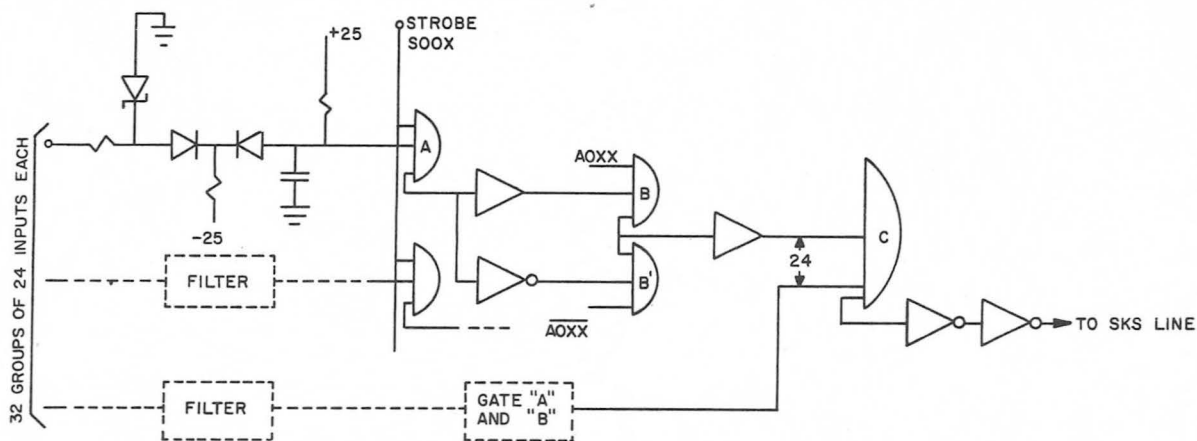 +25
STROBE
SOOX
32 GROUPS OF 24 INPUTS EACH
-25
A
AOXX
B
B'
AOXX
24
C
FILTER
TO SKS LINE
FILTER
GATE "A"
AND "B"